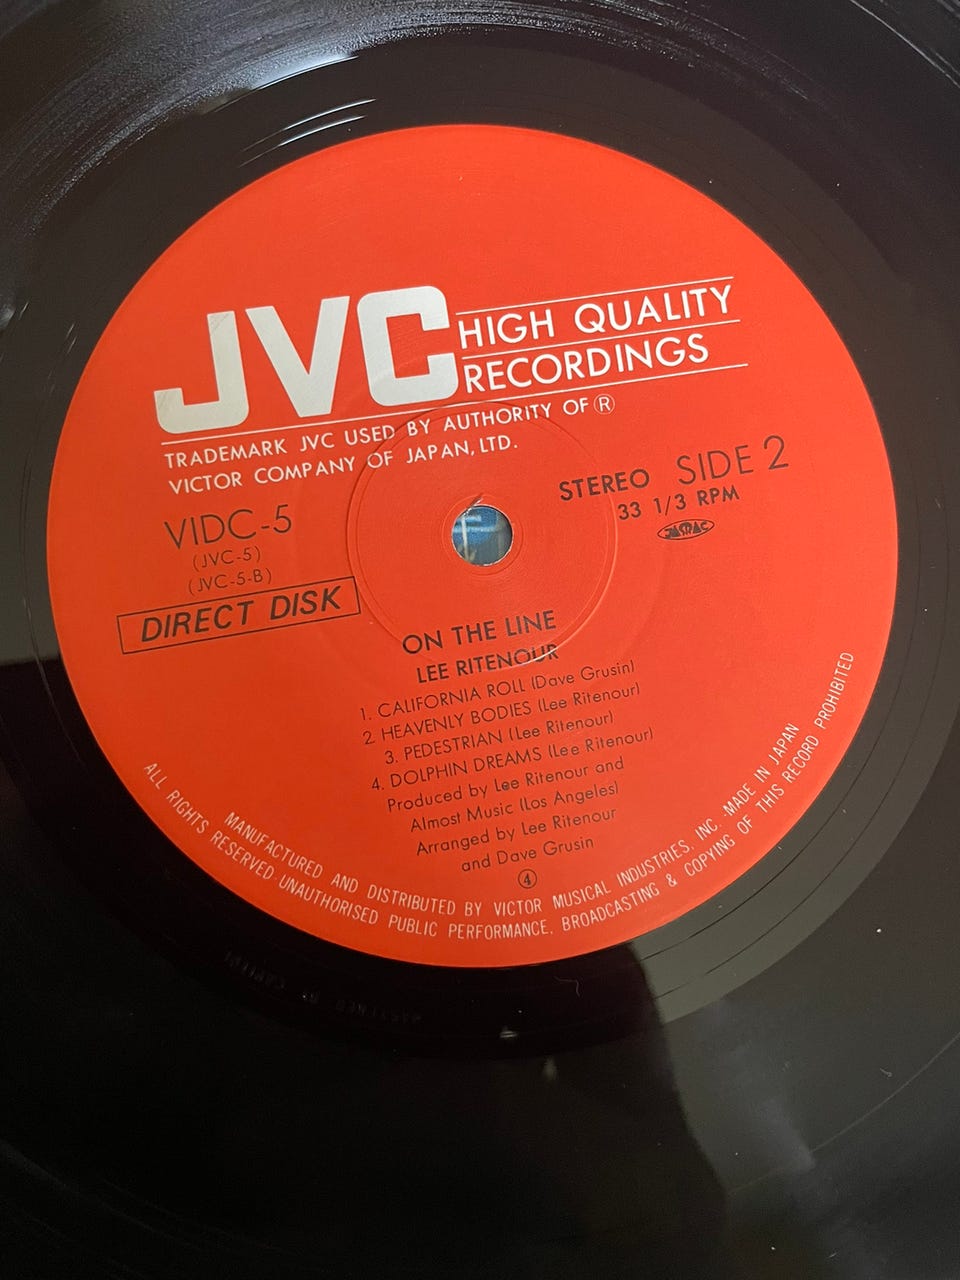 JVC HIGH QUALITY
RECORDINGS
TRADEMARK JVC USED BY AUTHORITY OF Ⓡ
VICTOR COMPANY OF JAPAN, LTD.
VIDC-5
(JVC-5)
(JVC-5-B)
DIRECT DISK
STEREO SIDE 2
33 1/3 RPM
JASRAC
ON THE LINE
LEE RITENOUR
1. CALIFORNIA ROLL (Dave Grusin)
2. HEAVENLY BODIES (Lee Ritenour)
3. PEDESTRIAN (Lee Ritenour)
4. DOLPHIN DREAMS (Lee Ritenour)
Produced by Lee Ritenour and
Almost Music (Los Angeles)
Arranged by Lee Ritenour
and Dave Grusin
④
MANUFACTURED AND DISTRIBUTED BY VICTOR MUSICAL INDUSTRIES, INC. -MADE IN JAPAN
ALL RIGHTS RESERVED. UNAUTHORISED PUBLIC PERFORMANCE, BROADCASTING & COPYING OF THIS RECORD PROHIBITED
MASTERED BY CAPITOL